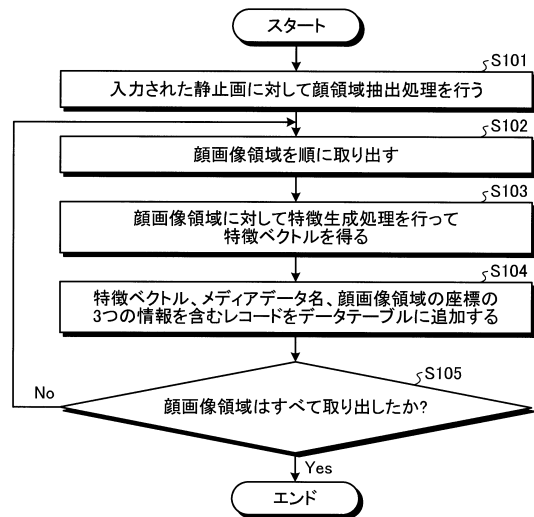 スタート
S101
入力された静止画に対して顔領域抽出処理を行う
S102
顔画像領域を順に取り出す
S103
顔画像領域に対して特徴生成処理を行って
特徴ベクトルを得る
S104
特徴ベクトル、メディアデータ名、顔画像領域の座標の
3つの情報を含むレコードをデータテーブルに追加する
S105
No
顔画像領域はすべて取り出したか?
Yes
エンド